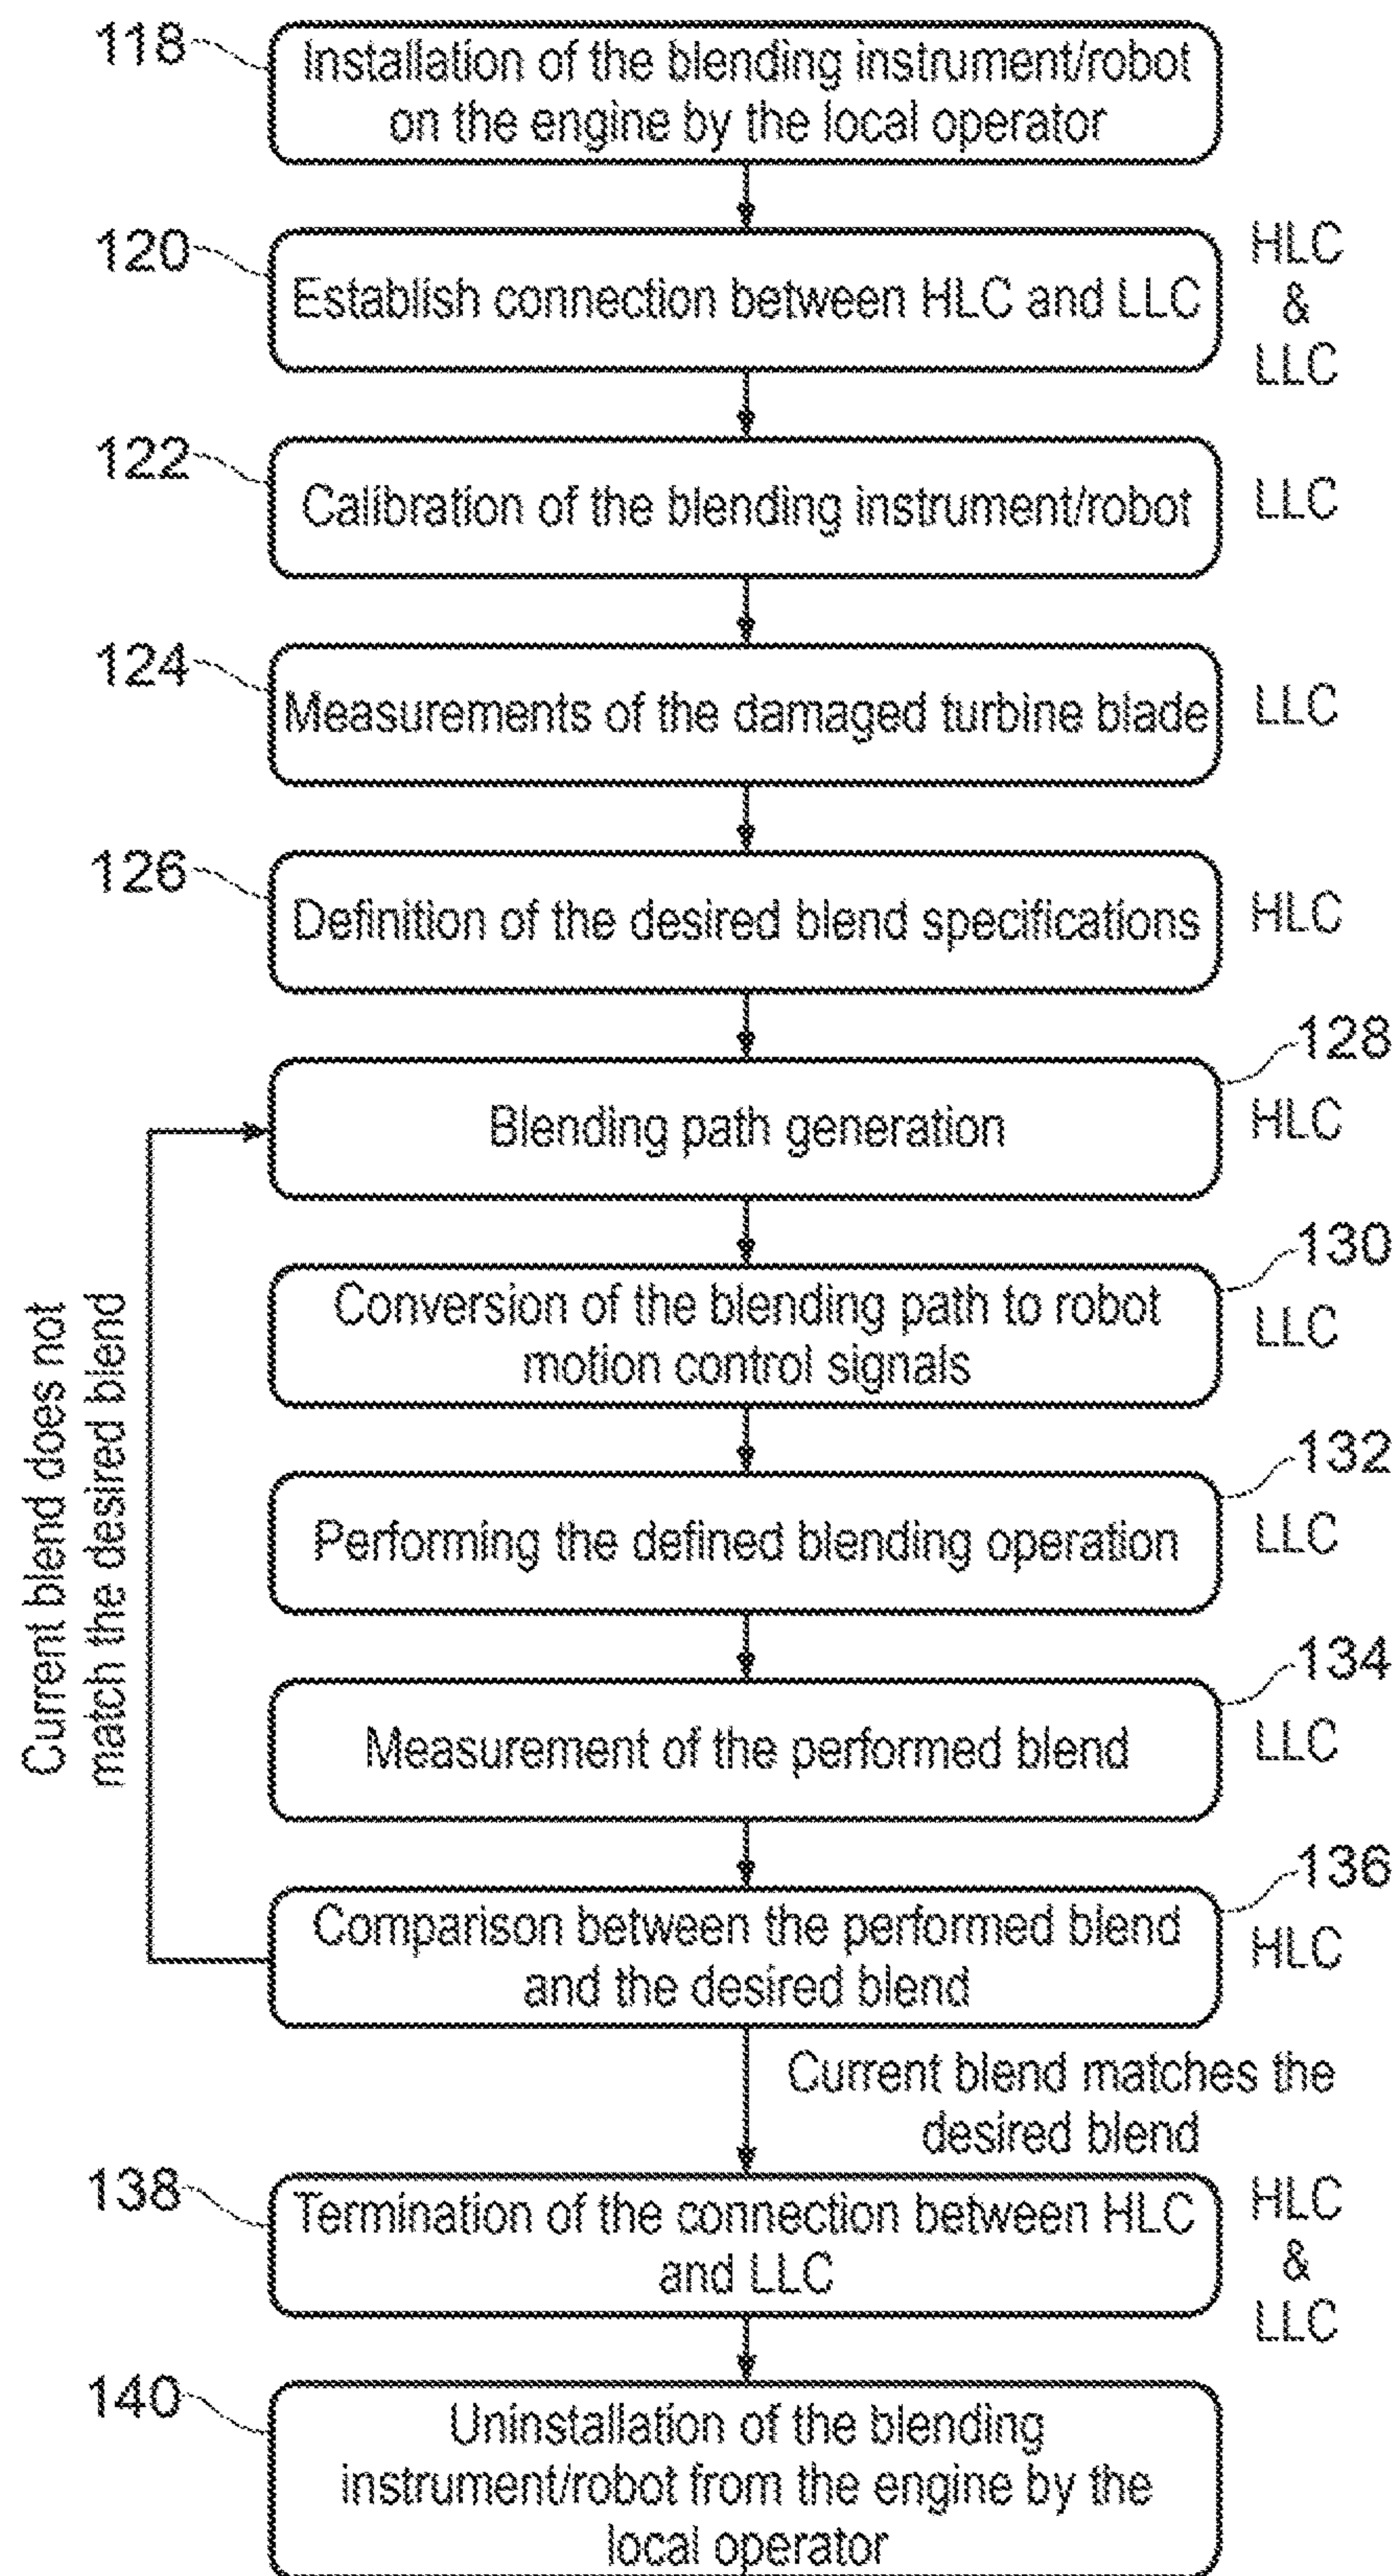 118
Installation of the blending instrument/robot
on the engine by the local operator
120
Establish connection between HLC and LLC
HLC
&
LLC
122
Calibration of the blending instrument/robot
LLC
124
Measurements of the damaged turbine blade
LLC
126
Definition of the desired blend specifications
HLC
128
Blending path generation
HLC
130
Conversion of the blending path to robot
motion control signals
LLC
132
Performing the defined blending operation
LLC
134
Measurement of the performed blend
LLC
136
Comparison between the performed blend
and the desired blend
HLC
Current blend does not
match the desired blend
Current blend matches the
desired blend
138
Termination of the connection between HLC
and LLC
HLC
&
LLC
140
Uninstallation of the blending
instrument/robot from the engine by the
local operator